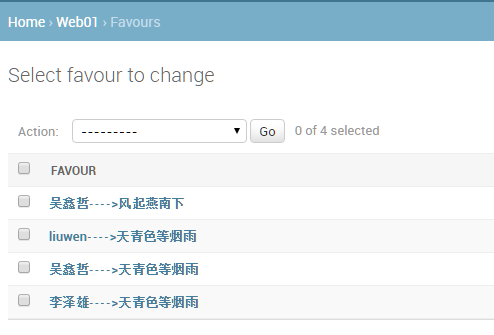 Home › Web01 › Favours
Select favour to change
Action: --------- Go 0 of 4 selected
FAVOUR
吴鑫哲---->风起燕南下
liuwen---->天青色等烟雨
吴鑫哲---->天青色等烟雨
李泽雄---->天青色等烟雨